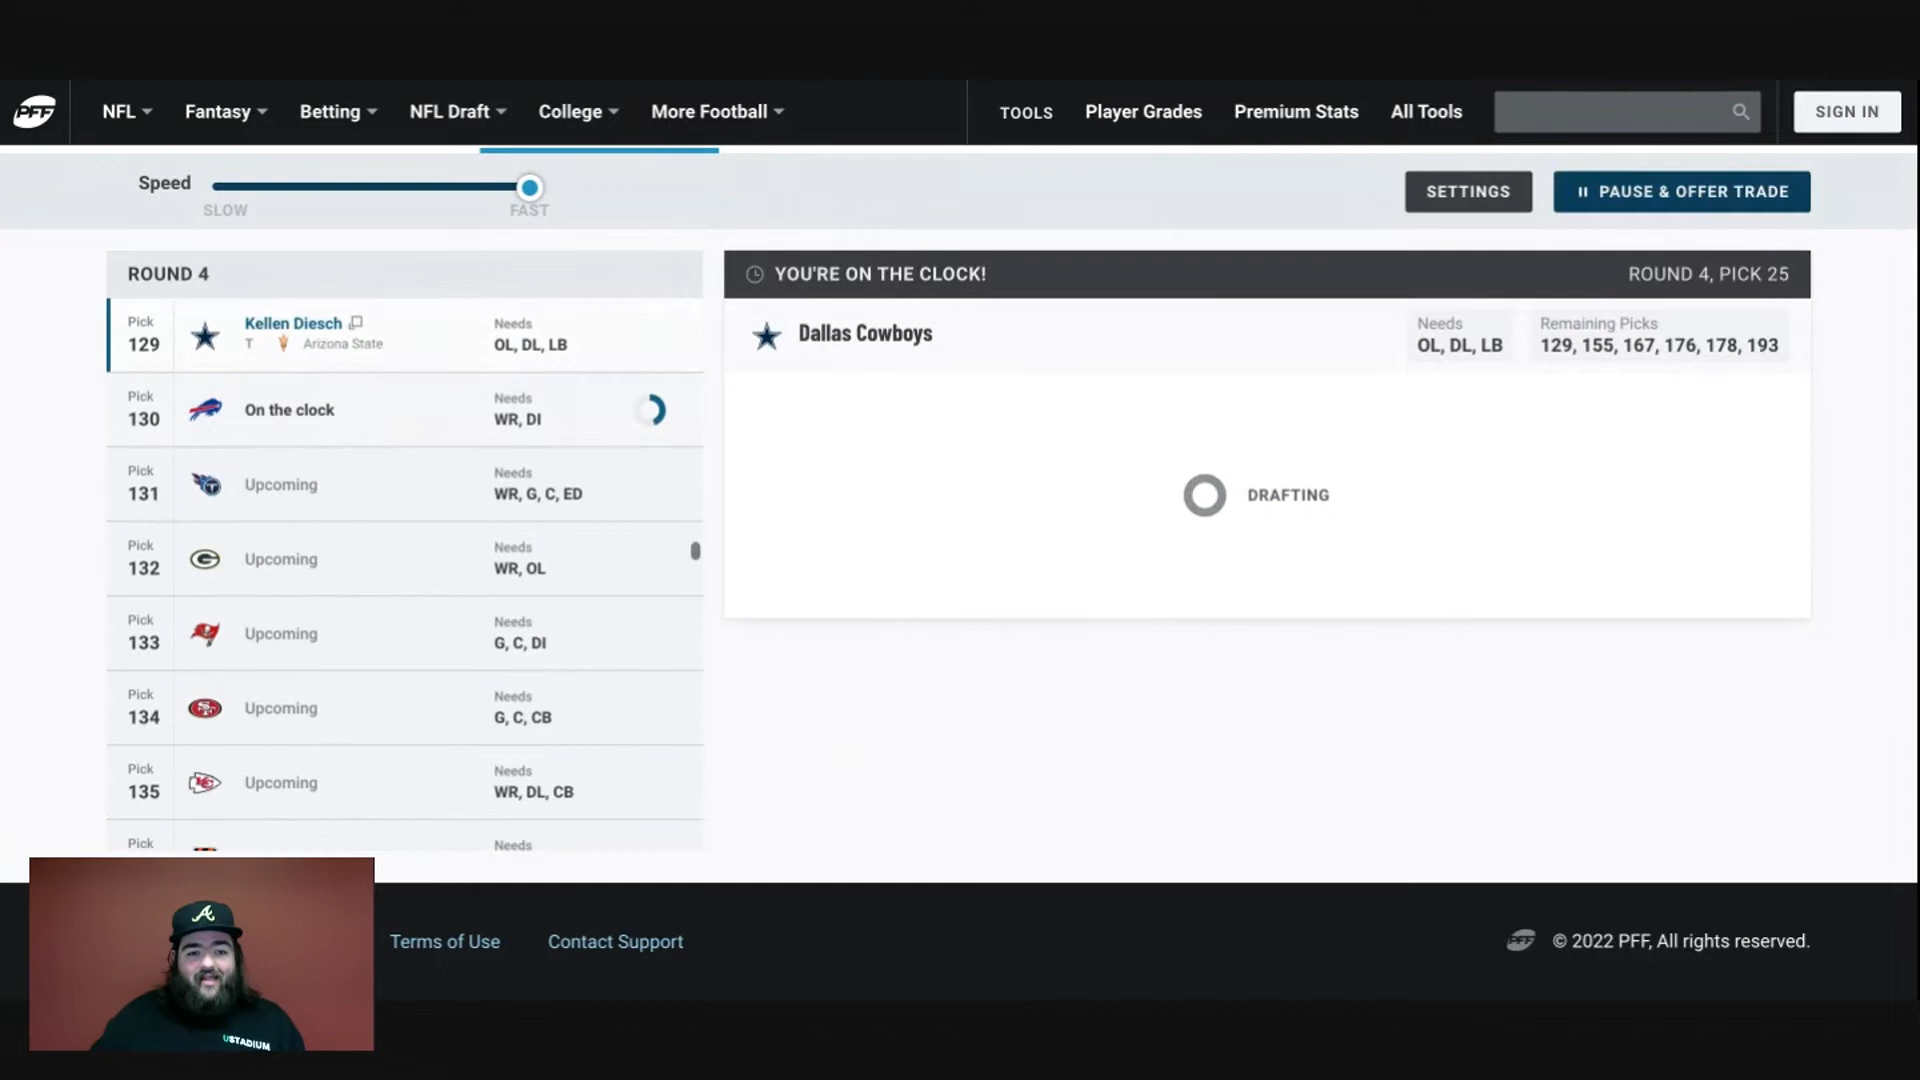 PFF
NFL
Fantasy
Betting
NFL Draft
College
More Football
TOOLS
Player Grades
Premium Stats
All Tools
SIGN IN
Speed
SLOW
FAST
SETTINGS
PAUSE & OFFER TRADE
ROUND 4
Pick
129
Kellen Diesch
T Arizona State
Needs
OL, DL, LB
Pick
130
On the clock
Needs
WR, DI
Pick
131
Upcoming
Needs
WR, G, C, ED
Pick
132
Upcoming
Needs
WR, OL
Pick
133
Upcoming
Needs
G, C, DI
Pick
134
Upcoming
Needs
G, C, CB
Pick
135
Upcoming
Needs
WR, DL, CB
Pick
Needs
YOU'RE ON THE CLOCK!
ROUND 4, PICK 25
Dallas Cowboys
Needs
OL, DL, LB
Remaining Picks
129, 155, 167, 176, 178, 193
DRAFTING
A
USTADIUM
Terms of Use
Contact Support
PFF
© 2022 PFF, All rights reserved.